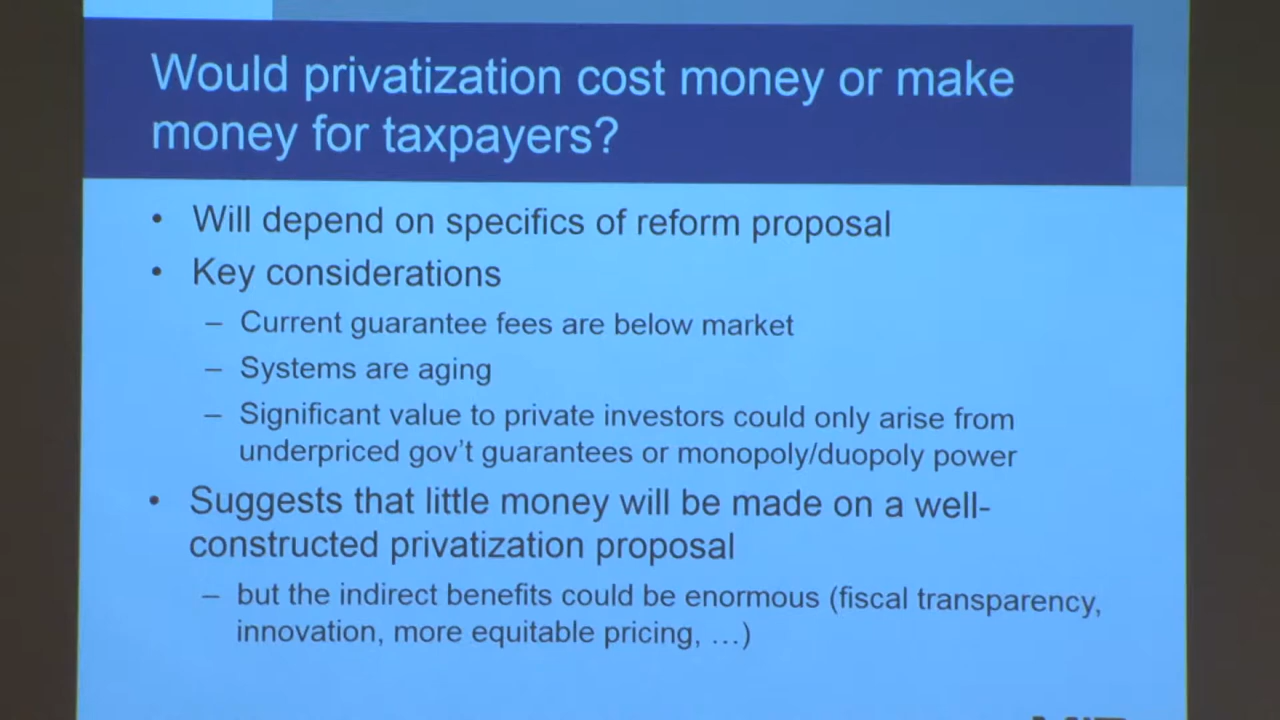 Would privatization cost money or make
money for taxpayers?
• Will depend on specifics of reform proposal
• Key considerations
– Current guarantee fees are below market
– Systems are aging
– Significant value to private investors could only arise from
underpriced gov't guarantees or monopoly/duopoly power
• Suggests that little money will be made on a well-
constructed privatization proposal
– but the indirect benefits could be enormous (fiscal transparency,
innovation, more equitable pricing, …)